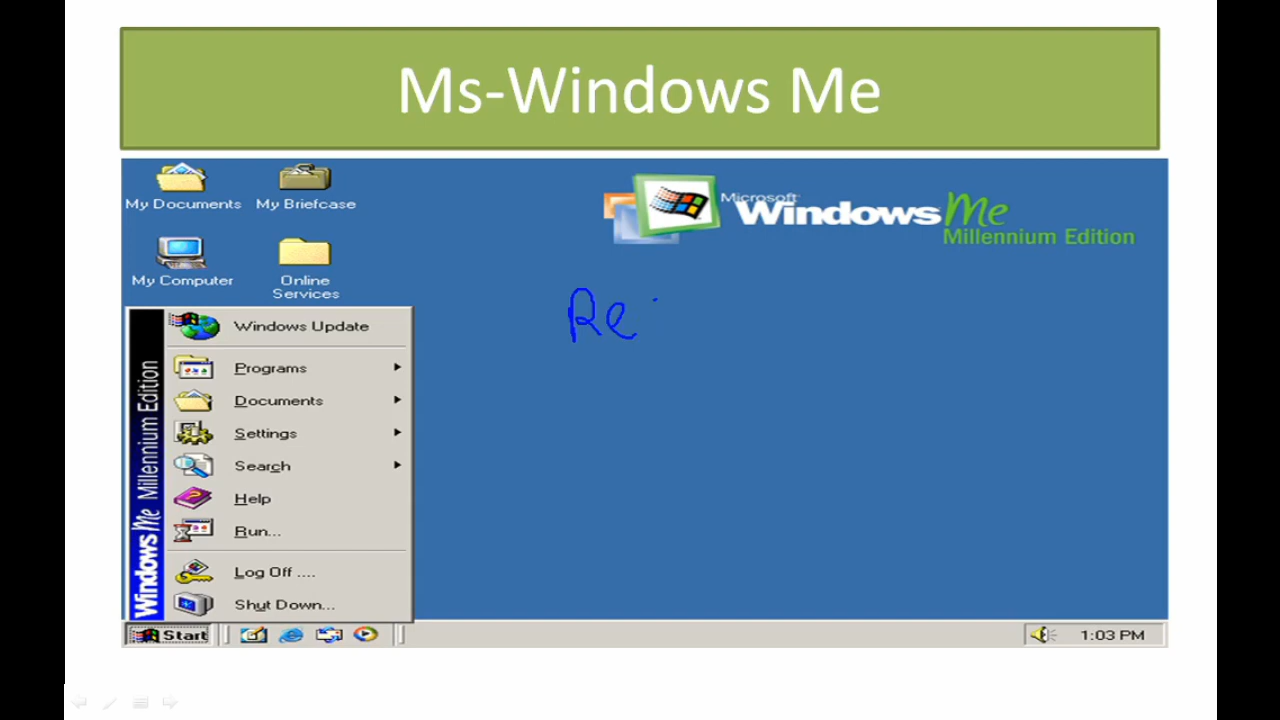 Ms-Windows Me
My Documents
My Briefcase
Microsoft
Windows Me
Millennium Edition
My Computer
Online
Services
Re
Windows Update
Programs
Documents
Settings
Search
Help
Run...
Log Off ....
Shut Down...
Windows Me Millennium Edition
Start
1:03 PM